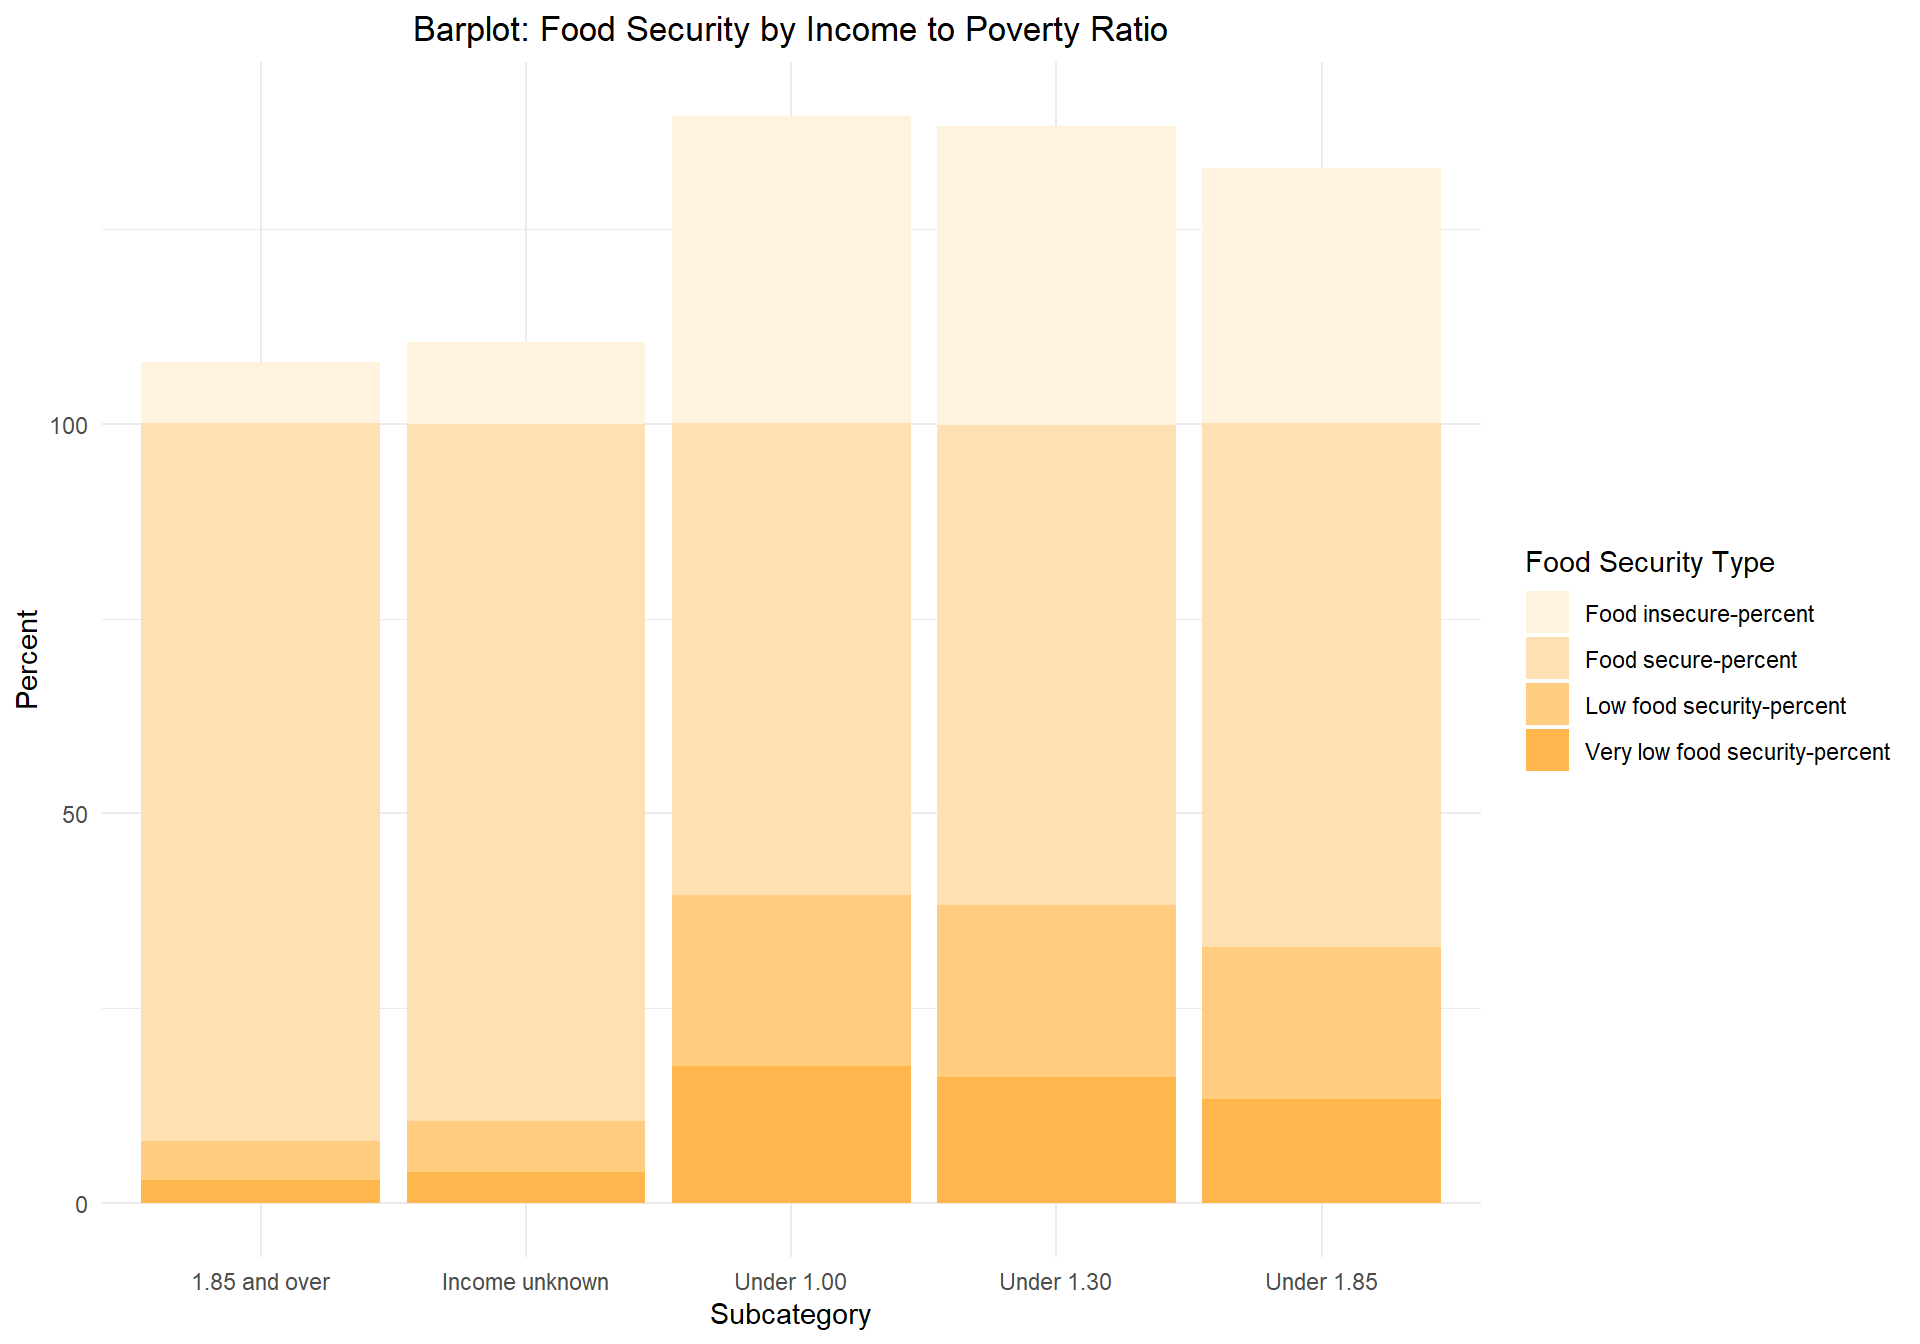 Barplot: Food Security by Income to Poverty Ratio
Percent
100
50
0
1.85 and over
Income unknown
Under 1.00
Under 1.30
Under 1.85
Subcategory
Food Security Type
Food insecure-percent
Food secure-percent
Low food security-percent
Very low food security-percent